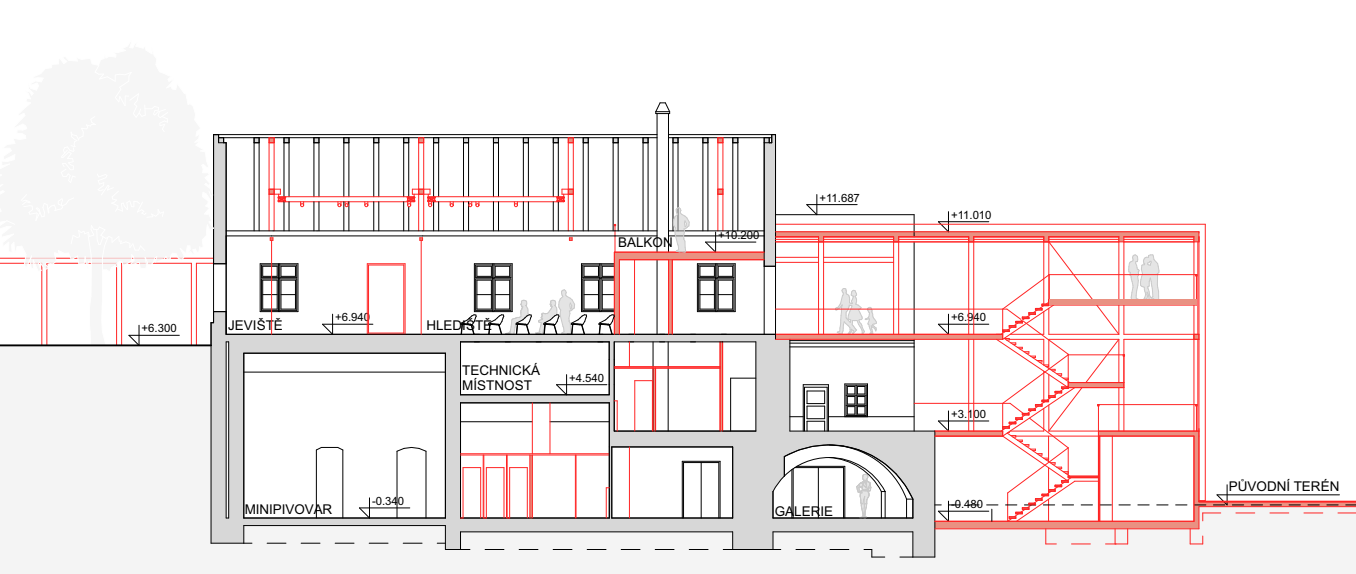 +11.687
+11.010
BALKON
+10.200
+6.300
JEVIŠTĚ
+6.940
HLEDIŠTĚ
+6.940
TECHNICKÁ
MÍSTNOST
+4.540
+3.100
PŮVODNÍ TERÉN
MINIPIVOVAR
-0.340
GALERIE
-0.480